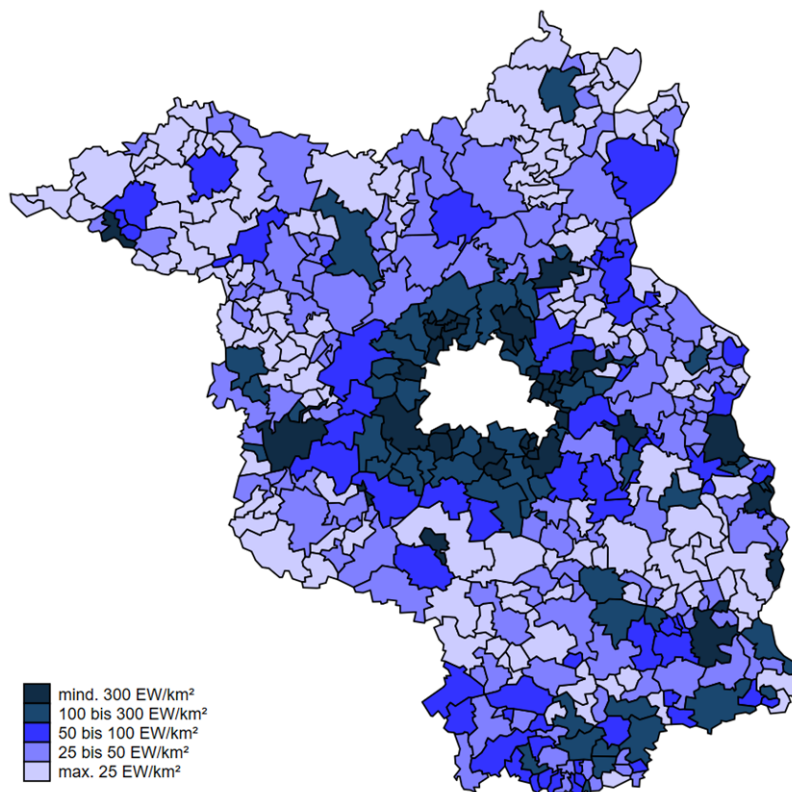 mind. 300 EW/km²
100 bis 300 EW/km²
50 bis 100 EW/km²
25 bis 50 EW/km²
max. 25 EW/km²